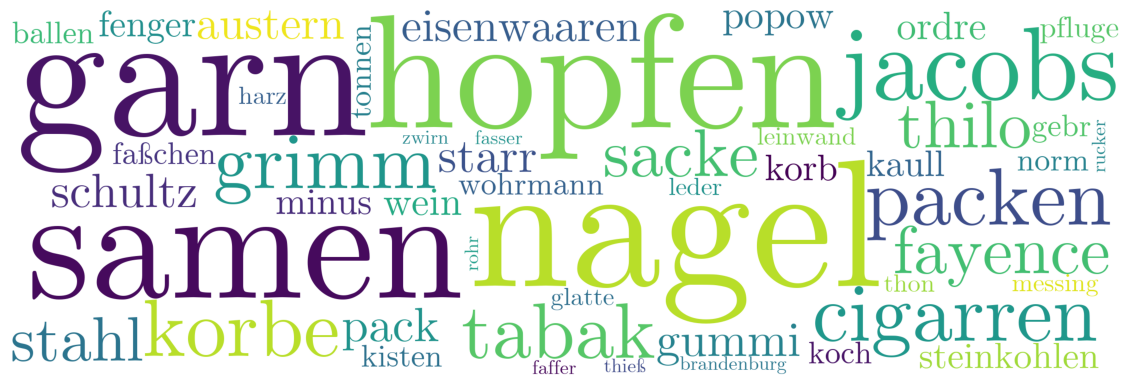 ballen fenger austern eisenwaaren popow ordre pfluge
garn harz tonnen hopfen jacobs
zwirn fasser leinwand thilo gebr rucker
faßchen grimm starr sacke korb kaull norm
schultz minus wein wohrmann leder packen
samen rohr nagel fayence
glatte thon messing
stahl korbe pack tabak gummi cigarren
kisten koch steinkohlen
faffer thieß brandenburg